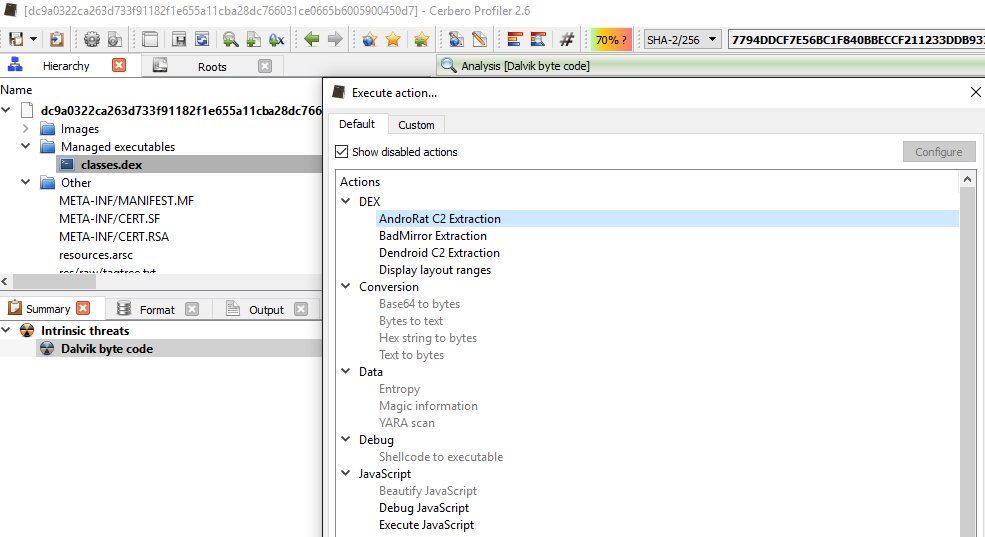 [dc9a0322ca263d733f91182f1e655a11cba28dc766031ce0665b6005900450d7] - Cerbero Profiler 2.6
70% ?
SHA-2/256
7794DDCF7E56BC1F840BBECCF211233DDB93
Hierarchy
Roots
Analysis [Dalvik byte code]
Name
dc9a0322ca263d733f91182f1e655a11cba28dc766
Images
Managed executables
classes.dex
Other
META-INF/MANIFEST.MF
META-INF/CERT.SF
META-INF/CERT.RSA
resources.arsc
Summary
Format
Output
Intrinsic threats
Dalvik byte code
Execute action...
Default
Custom
Show disabled actions
Configure
Actions
DEX
AndroRat C2 Extraction
BadMirror Extraction
Dendroid C2 Extraction
Display layout ranges
Conversion
Base64 to bytes
Bytes to text
Hex string to bytes
Text to bytes
Data
Entropy
Magic information
YARA scan
Debug
Shellcode to executable
JavaScript
Beautify JavaScript
Debug JavaScript
Execute JavaScript